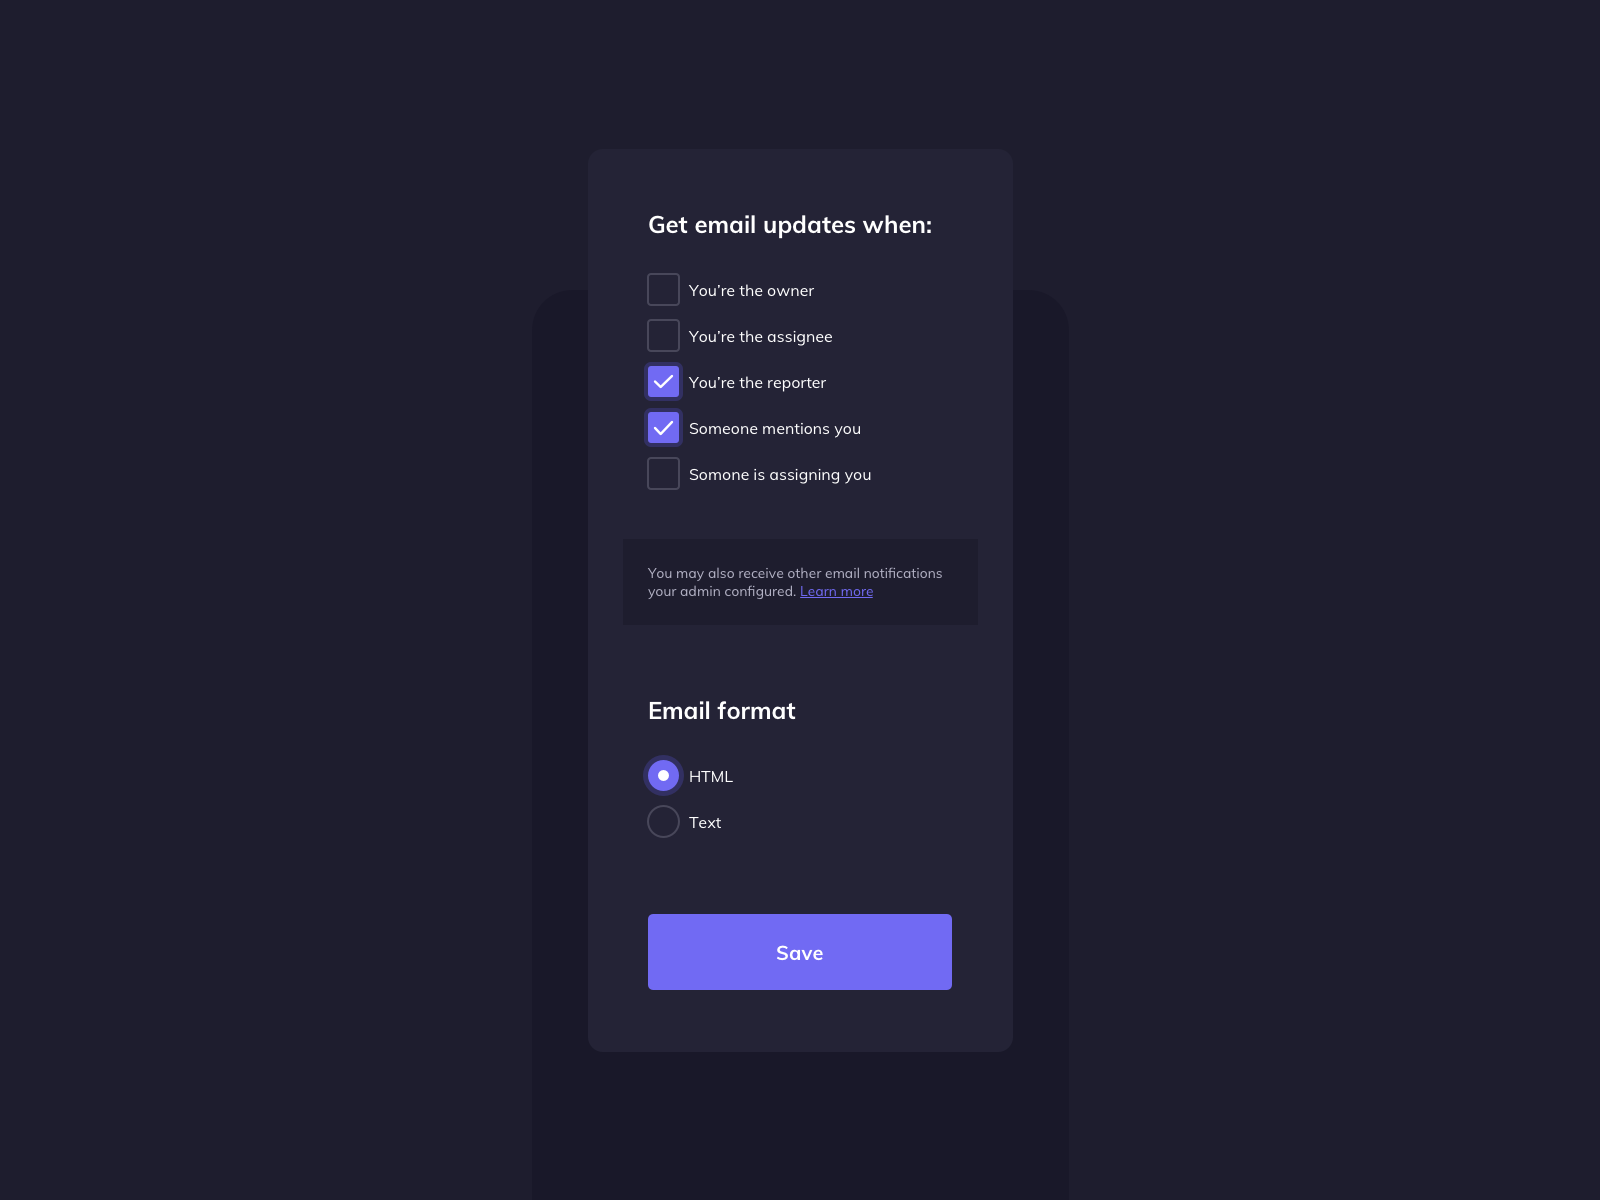 Get email updates when:
You’re the owner
You’re the assignee
You’re the reporter
Someone mentions you
Somone is assigning you
You may also receive other email notifications
your admin configured. Learn more
Email format
HTML
Text
Save